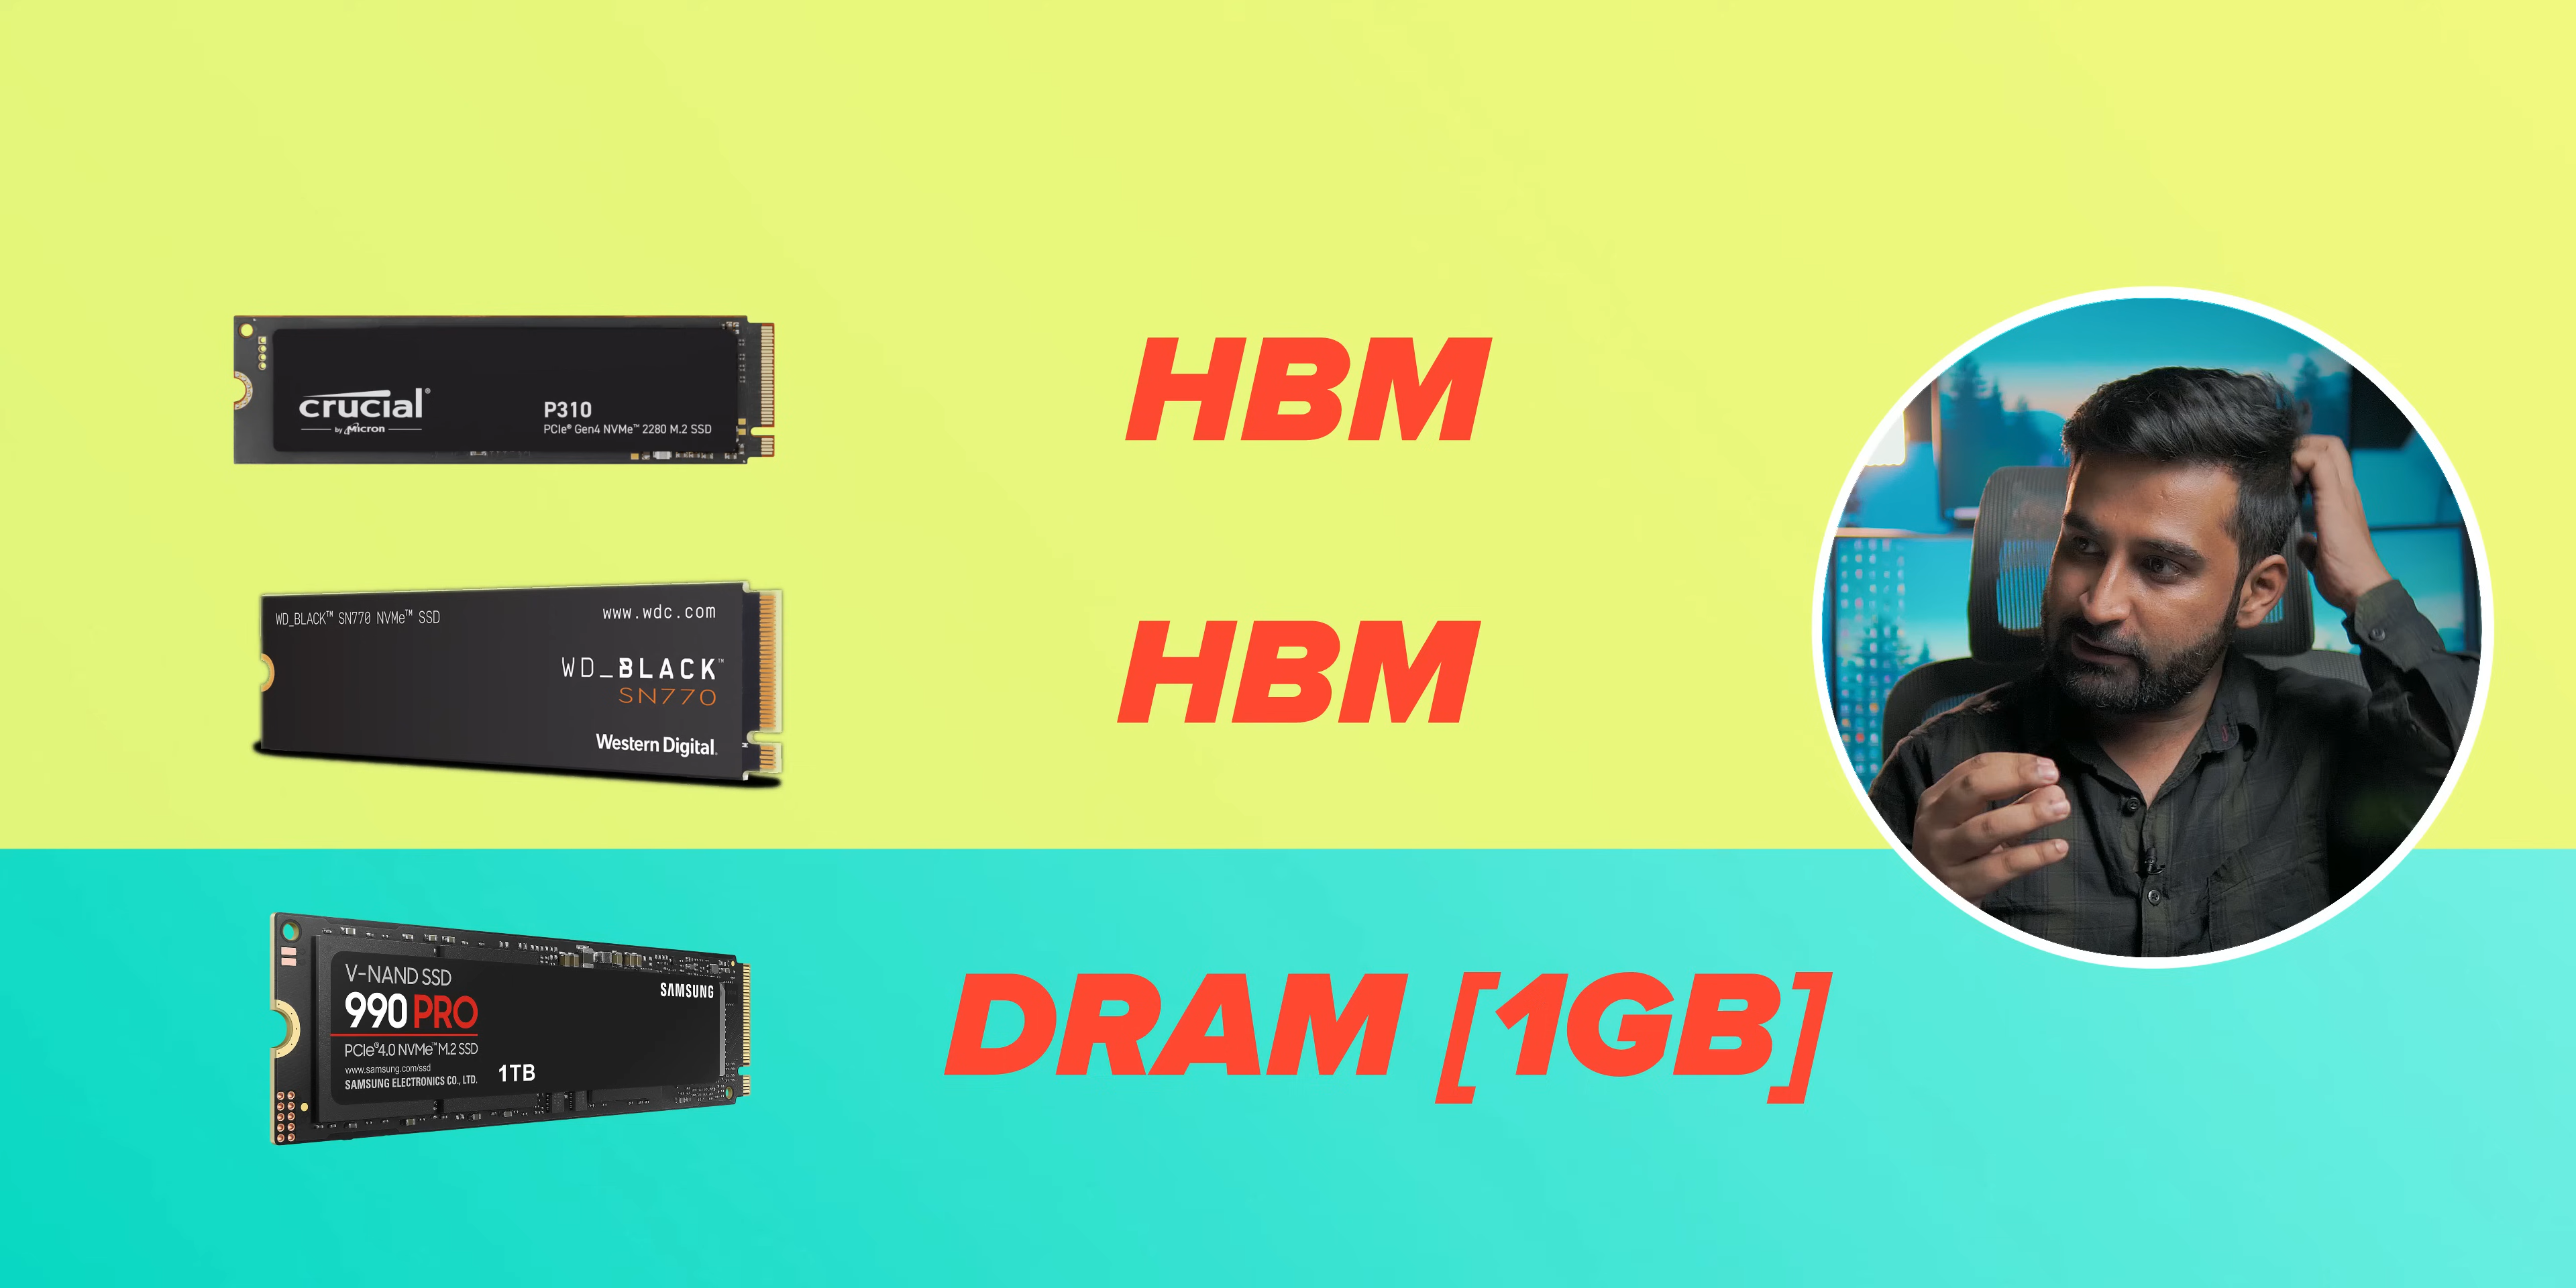 crucial®
by Micron
P310
PCIe® Gen4 NVMe™ 2280 M.2 SSD
HBM
WD_BLACK™ SN770 NVMe™ SSD
www.wdc.com
WD_BLACK™
SN770
Western Digital®
HBM
V-NAND SSD
990 PRO
PCIe® 4.0 NVMe™ M.2 SSD
www.samsung.com/ssd
SAMSUNG ELECTRONICS CO., LTD.
1TB
SAMSUNG
DRAM [1GB]